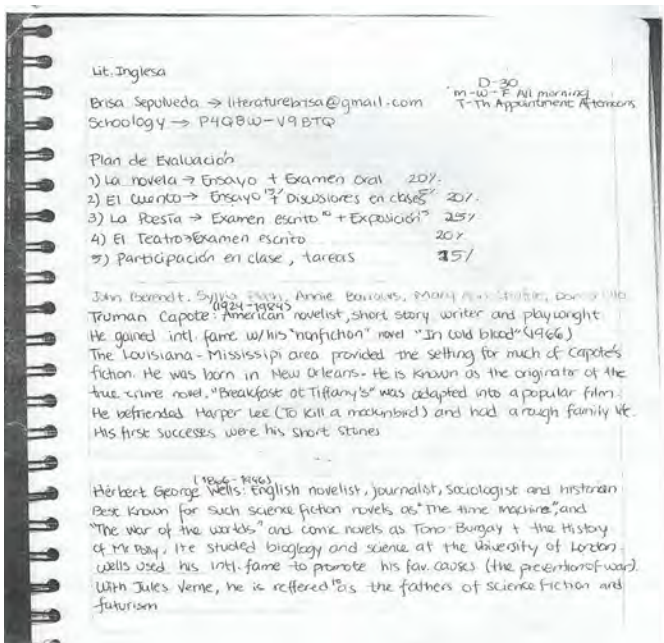 Lit. Inglesa
D-30
Brisa Sepulveda → literaturebrisa@gmail.com m-w-F All morning
Schoology → P4QBW-V9BTQ T-Th Appointment Afternoons
Plan de Evaluación
1) La novela → Ensayo + Examen oral 20%
2) El cuento → Ensayo + Discusiones en clases 20%
3) La Poesía → Examen escrito + Exposición 25%
4) El Teatro → Examen escrito 20%
5) Participación en clase, tareas 15%
John Berendt, Sylvia Annie Barrows, Mary Ann
(1924-1984)
Truman Capote: American novelist, short story writer and playwright
He gained intl. fame w/his "nonfiction" novel "In cold blood" (1966)
The Louisiana-Mississipi area provided the setting for much of Capote's
fiction. He was born in New Orleans. He is known as the originator of the
true crime novel. "Breakfast at Tiffany's" was adapted into a popular film.
He befriended Harper Lee (To Kill a mockinbird) and had a rough family life.
His first successes were his short stories
(1866-1946)
Herbert George Wells: English novelist, journalist, sociologist and historian
Best known for such science fiction novels as "The time machine", and
"The war of the worlds" and comic novels as Tono-Bungay + the History
of Mr Polly. He studied biology and science at the University of London.
Wells used his intl. fame to promote his fav. causes (the prevention of war).
With Jules Verne, he is reffered to as the fathers of science fiction and
futurism